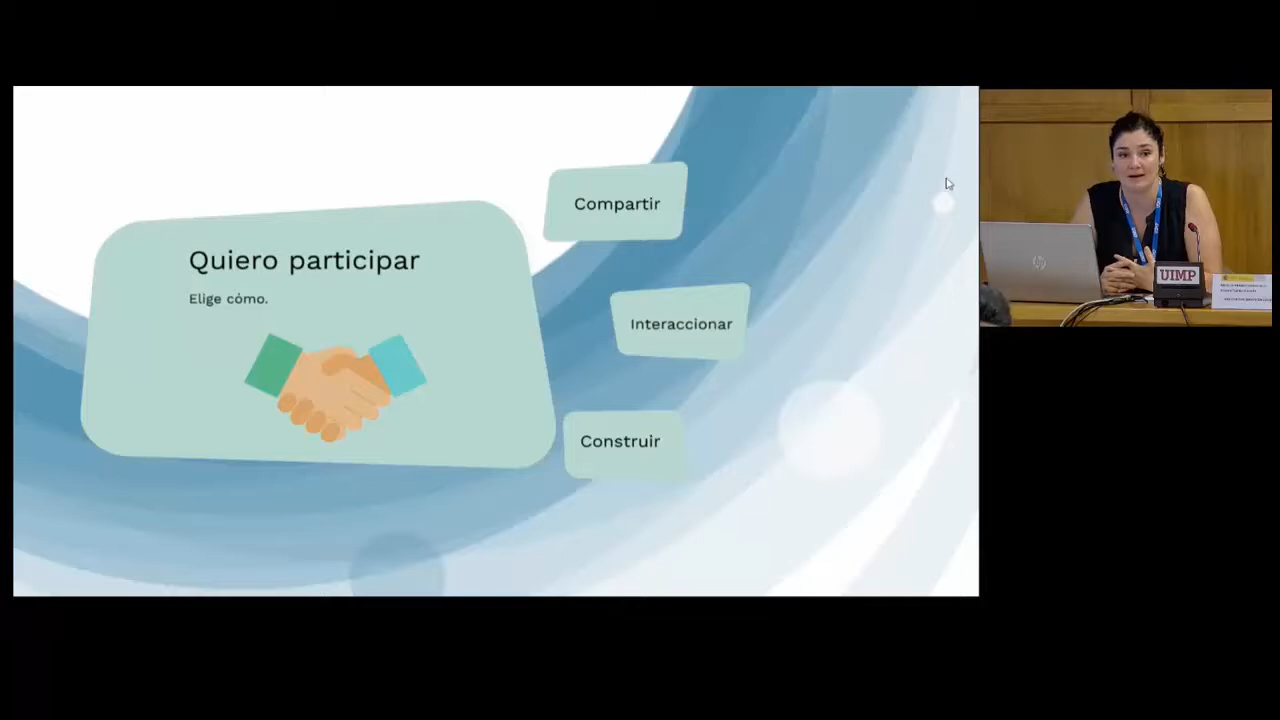 Quiero participar
Elige cómo.
Compartir
Interaccionar
Construir
UIMP